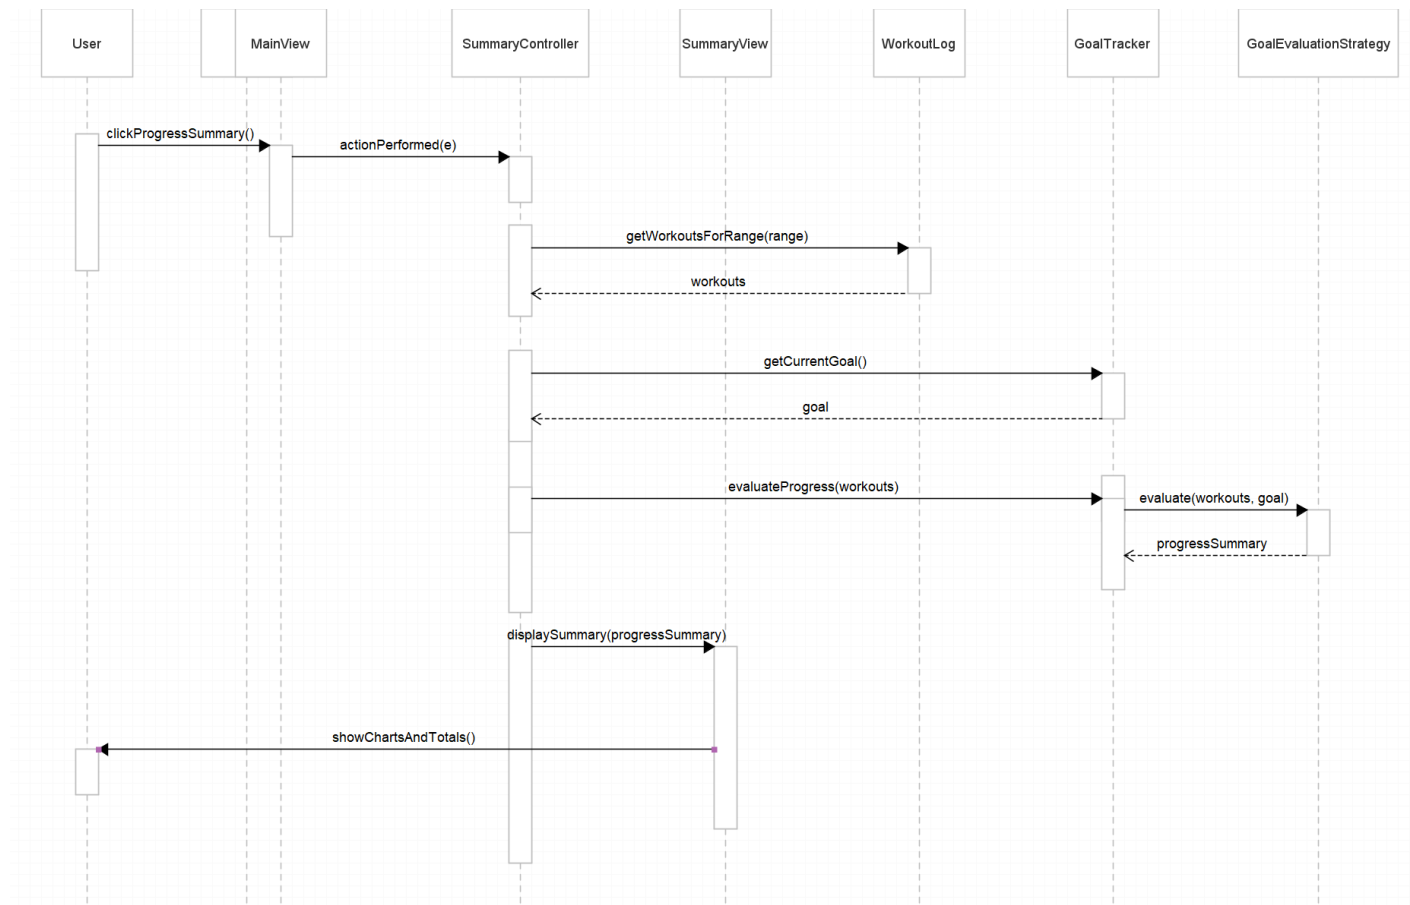 User
MainView
SummaryController
SummaryView
WorkoutLog
GoalTracker
GoalEvaluationStrategy
clickProgressSummary()
actionPerformed(e)
getWorkoutsForRange(range)
workouts
getCurrentGoal()
goal
evaluateProgress(workouts)
evaluate(workouts, goal)
progressSummary
displaySummary(progressSummary)
showChartsAndTotals()